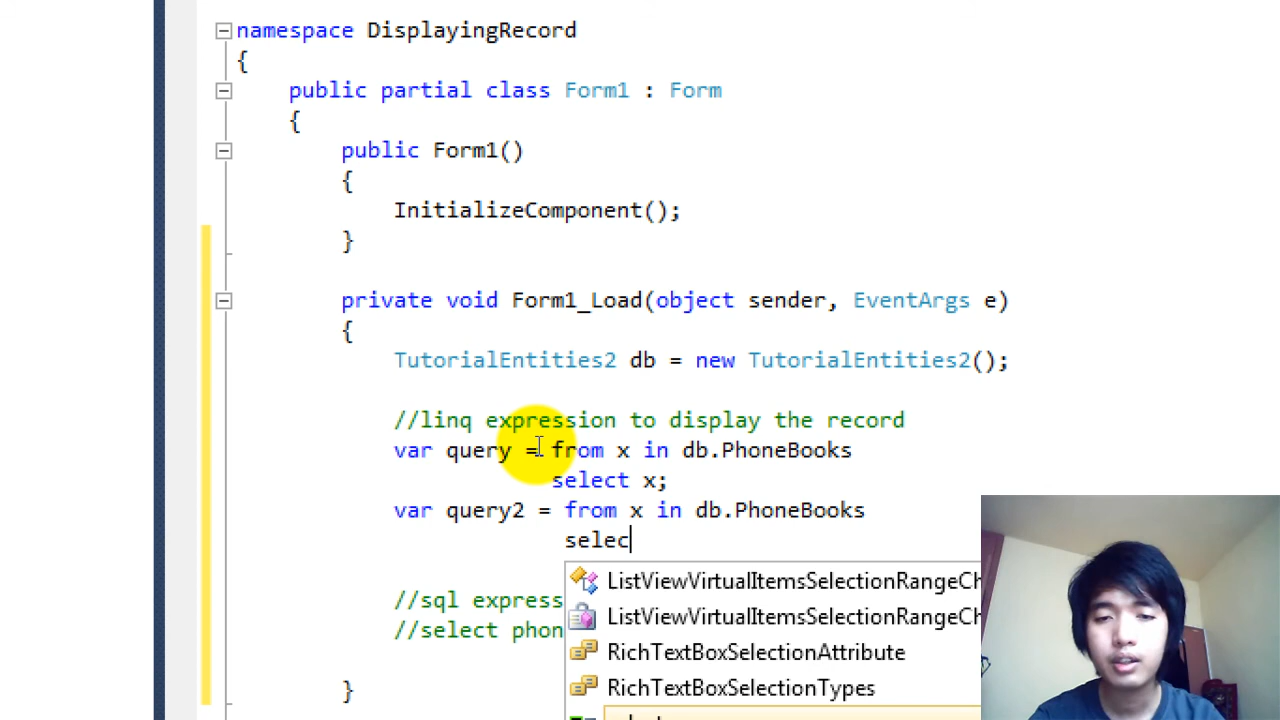 namespace DisplayingRecord
{
public partial class Form1 : Form
{
public Form1()
{
InitializeComponent();
}
private void Form1_Load(object sender, EventArgs e)
{
TutorialEntities2 db = new TutorialEntities2();
//linq expression to display the record
var query = from x in db.PhoneBooks
select x;
var query2 = from x in db.PhoneBooks
selec
ListViewVirtualItemsSelectionRangeCh
//sql express
ListViewVirtualItemsSelectionRangeCh
//select phon
RichTextBoxSelectionAttribute
RichTextBoxSelectionTypes
}